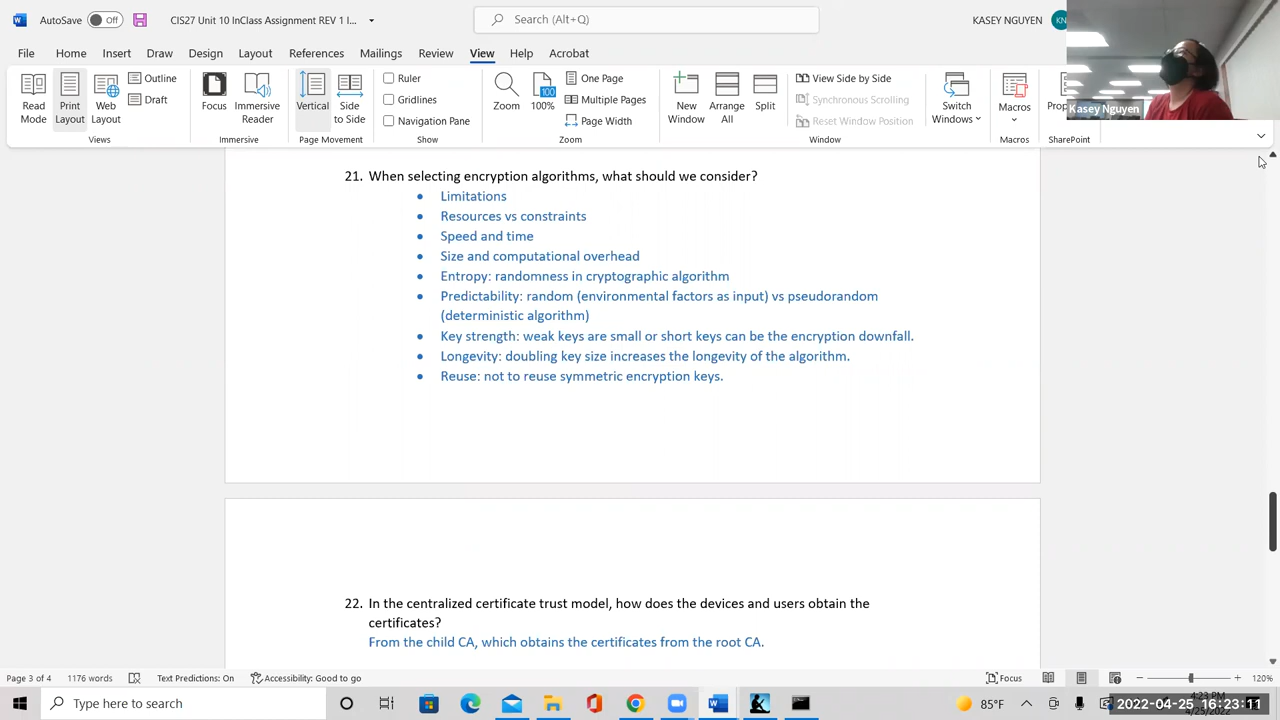 AutoSave Off CIS27 Unit 10 InClass Assignment REV 1 I... Search (Alt+Q) KASEY NGUYEN KN
File Home Insert Draw Design Layout References Mailings Review View Help Acrobat
Read Mode Print Layout Web Layout Outline Draft Views
Focus Immersive Reader Immersive
Vertical Side to Side Page Movement
Ruler Gridlines Navigation Pane Show
Zoom 100 100% One Page Multiple Pages Page Width Zoom
New Window Arrange All Split View Side by Side Synchronous Scrolling Reset Window Position Switch Windows Window
Macros Macros
Prop SharePoint
Kasey Nguyen
21. When selecting encryption algorithms, what should we consider?
• Limitations
• Resources vs constraints
• Speed and time
• Size and computational overhead
• Entropy: randomness in cryptographic algorithm
• Predictability: random (environmental factors as input) vs pseudorandom
(deterministic algorithm)
• Key strength: weak keys are small or short keys can be the encryption downfall.
• Longevity: doubling key size increases the longevity of the algorithm.
• Reuse: not to reuse symmetric encryption keys.
22. In the centralized certificate trust model, how does the devices and users obtain the
certificates?
From the child CA, which obtains the certificates from the root CA.
Page 3 of 4 1176 words Text Predictions: On Accessibility: Good to go Focus 120%
Type here to search 85°F 4:23 PM
2022-04-25 16:23:11
4/25/2022